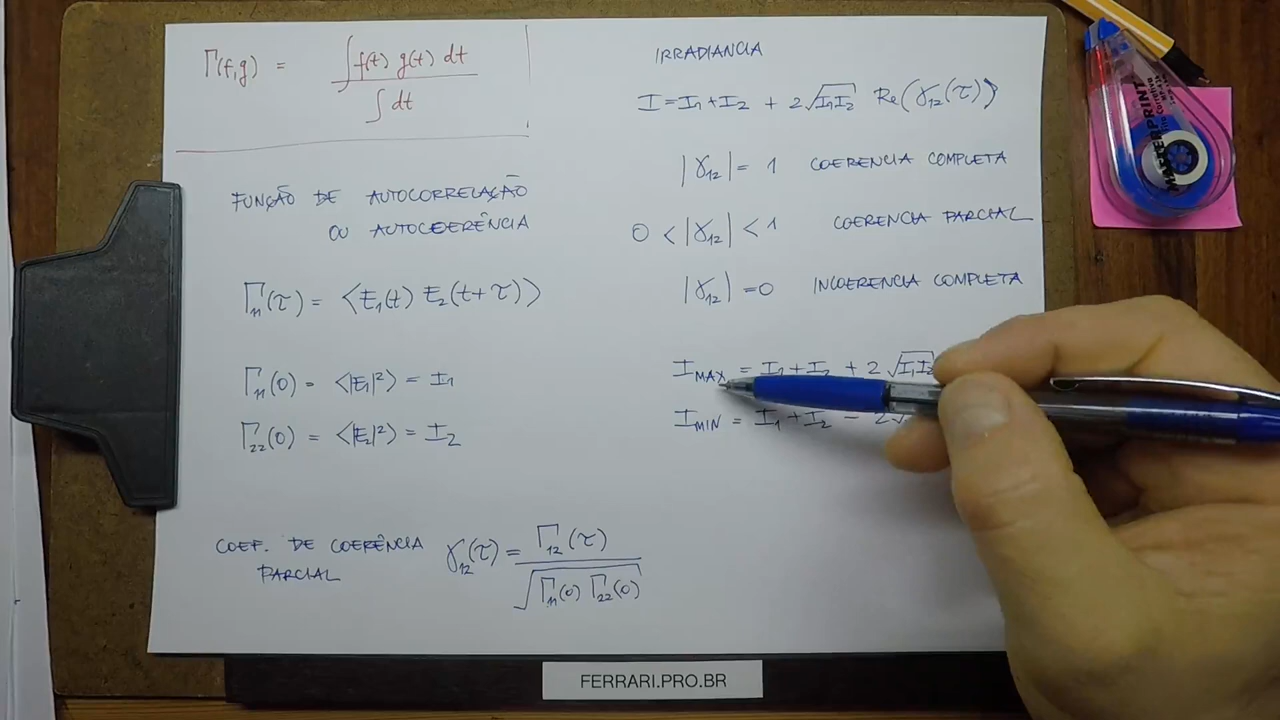 Γ(f,g) = ∫f(t) g(t) dt / ∫dt
FUNÇÃO DE AUTOCORRELAÇÃO
OU AUTOCOERÊNCIA
Γ₁₁(τ) = ⟨E₁(t) E₂(t+τ)⟩
Γ₁₁(0) = ⟨|E₁|²⟩ = I₁
Γ₂₂(0) = ⟨|E₂|²⟩ = I₂
COEF. DE COERÊNCIA
PARCIAL
γ₁₂(τ) = Γ₁₂(τ) / √(Γ₁₁(0) Γ₂₂(0))
IRRADIANCIA
I = I₁ + I₂ + 2√(I₁I₂) Re(γ₁₂(τ))
|γ₁₂| = 1 COERENCIA COMPLETA
0 < |γ₁₂| < 1 COERENCIA PARCIAL
|γ₁₂| = 0 INCOERENCIA COMPLETA
I_MAX = I₁ + I₂ + 2√(I₁I₂)
I_MIN = I₁ + I₂ - 2√
MASTERPRINT
FERRARI.PRO.BR